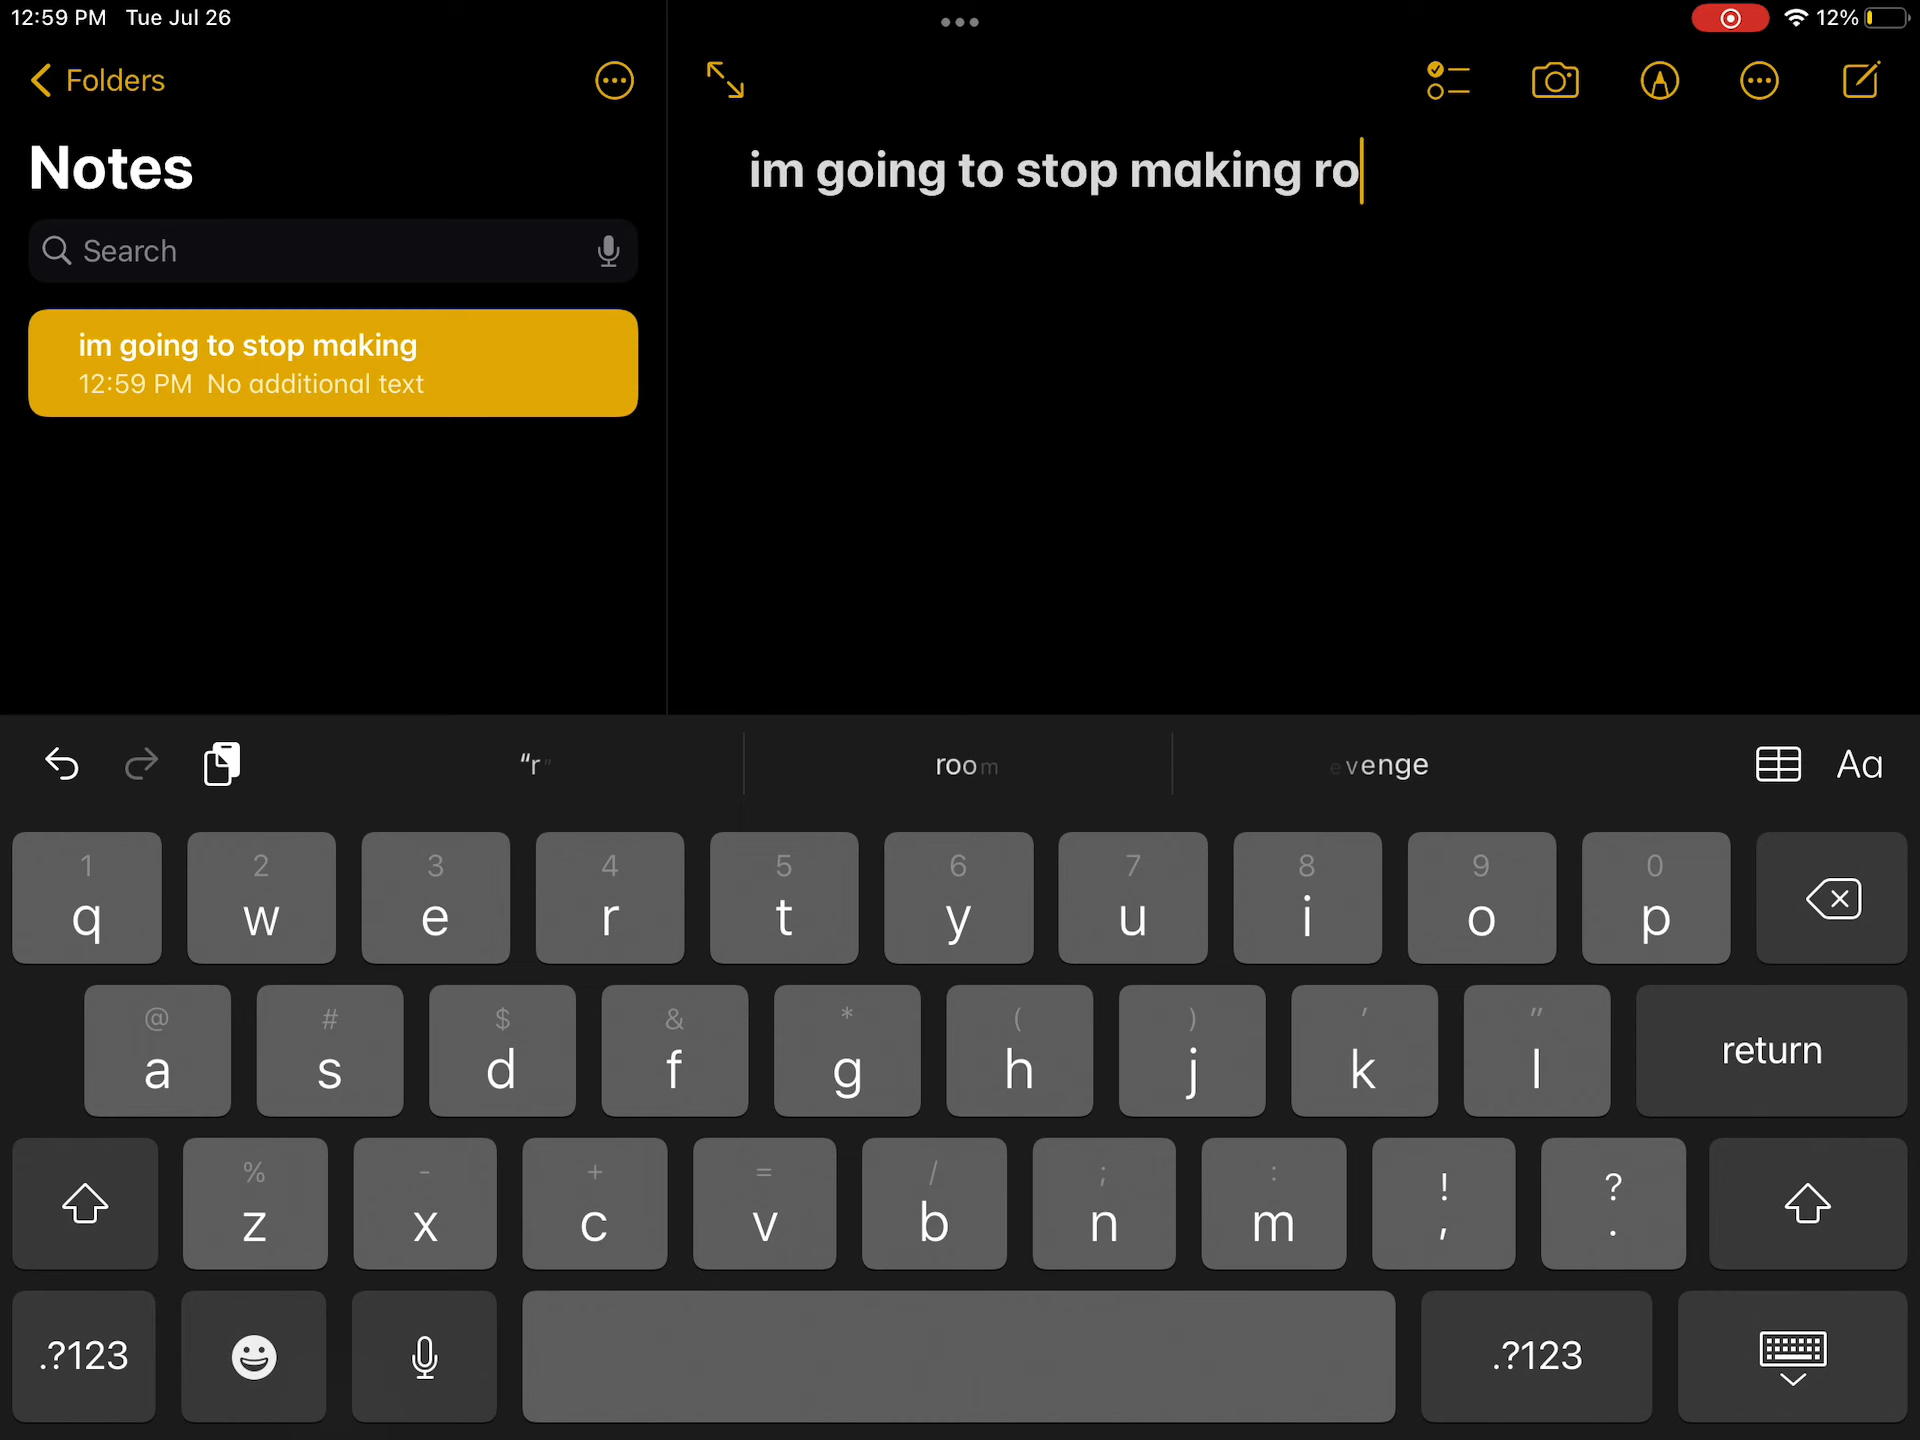 12:59 PM Tue Jul 26
12%
Folders
Notes
Search
im going to stop making
12:59 PM No additional text
im going to stop making ro
“r” room evenge
Aa
1 2 3 4 5 6 7 8 9 0
q w e r t y u i o p
@ # $ & * ( ) ' "
a s d f g h j k l return
% - + = / ; : ! ?
z x c v b n m , .
.?123 .?123